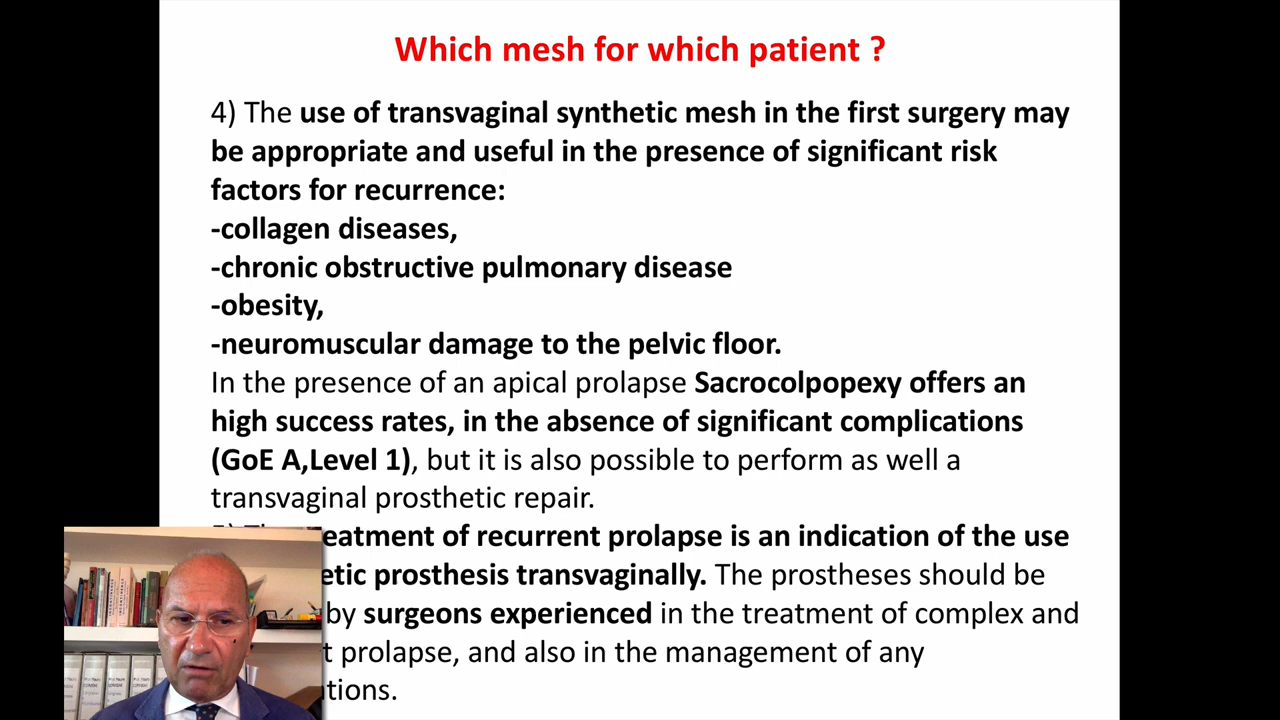 Which mesh for which patient ?
4) The use of transvaginal synthetic mesh in the first surgery may
be appropriate and useful in the presence of significant risk
factors for recurrence:
-collagen diseases,
-chronic obstructive pulmonary disease
-obesity,
-neuromuscular damage to the pelvic floor.
In the presence of an apical prolapse Sacrocolpopexy offers an
high success rates, in the absence of significant complications
(GoE A,Level 1), but it is also possible to perform as well a
transvaginal prosthetic repair.
eatment of recurrent prolapse is an indication of the use
etic prosthesis transvaginally. The prostheses should be
by surgeons experienced in the treatment of complex and
t prolapse, and also in the management of any
ations.